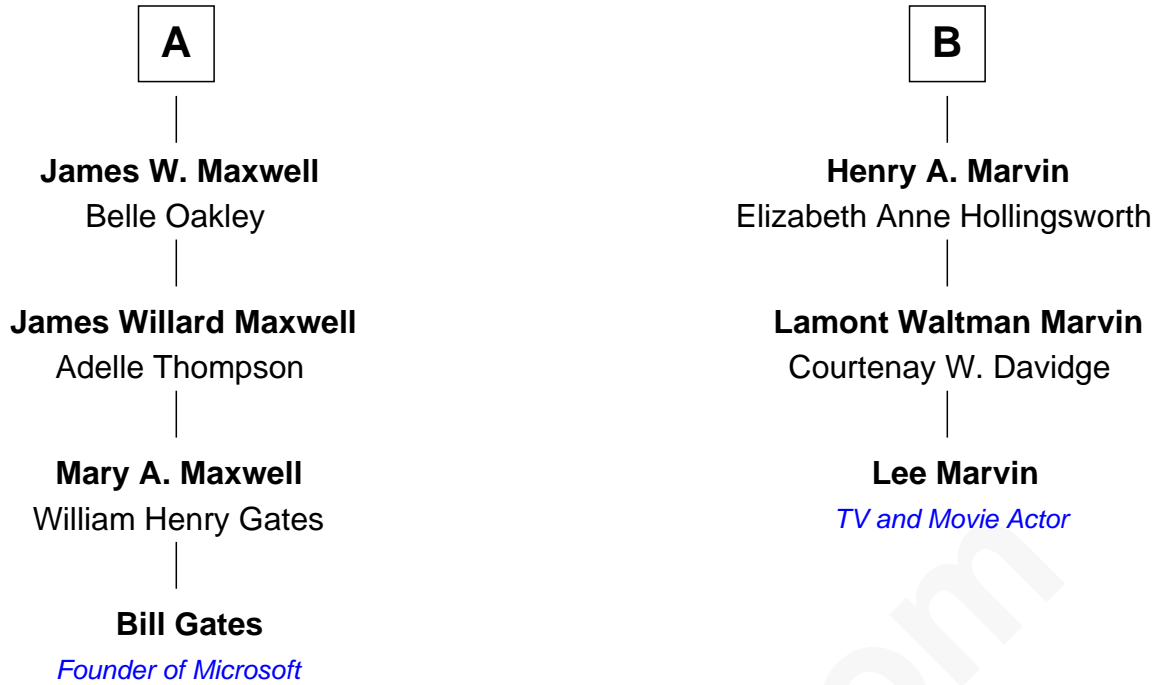 A
James W. Maxwell
Belle Oakley
James Willard Maxwell
Adelle Thompson
Mary A. Maxwell
William Henry Gates
Bill Gates
Founder of Microsoft
B
Henry A. Marvin
Elizabeth Anne Hollingsworth
Lamont Waltman Marvin
Courtenay W. Davidge
Lee Marvin
TV and Movie Actor
om